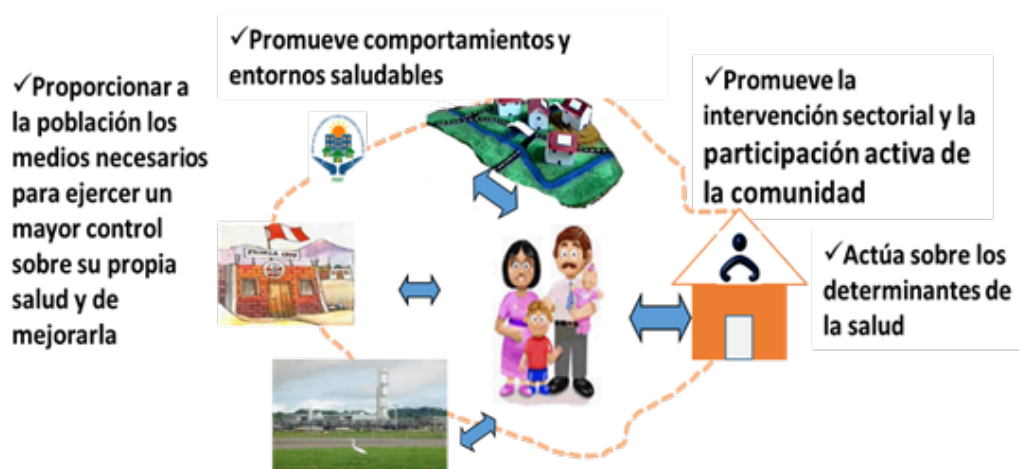 ✓Promueve comportamientos y
entornos saludables
✓Proporcionar a
la población los
medios necesarios
para ejercer un
mayor control
sobre su propia
salud y de
mejorarla
✓Promueve la
intervención sectorial y la
participación activa de
la comunidad
✓Actúa sobre los
determinantes de
la salud